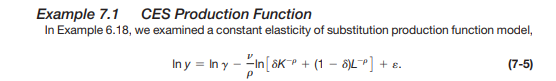 Example 7.1 CES Production Function
In Example 6.18, we examined a constant elasticity of substitution production function model,
ln y = ln γ − ν/ρ ln[δK⁻ᵖ + (1 − δ)L⁻ᵖ] + ε. (7-5)